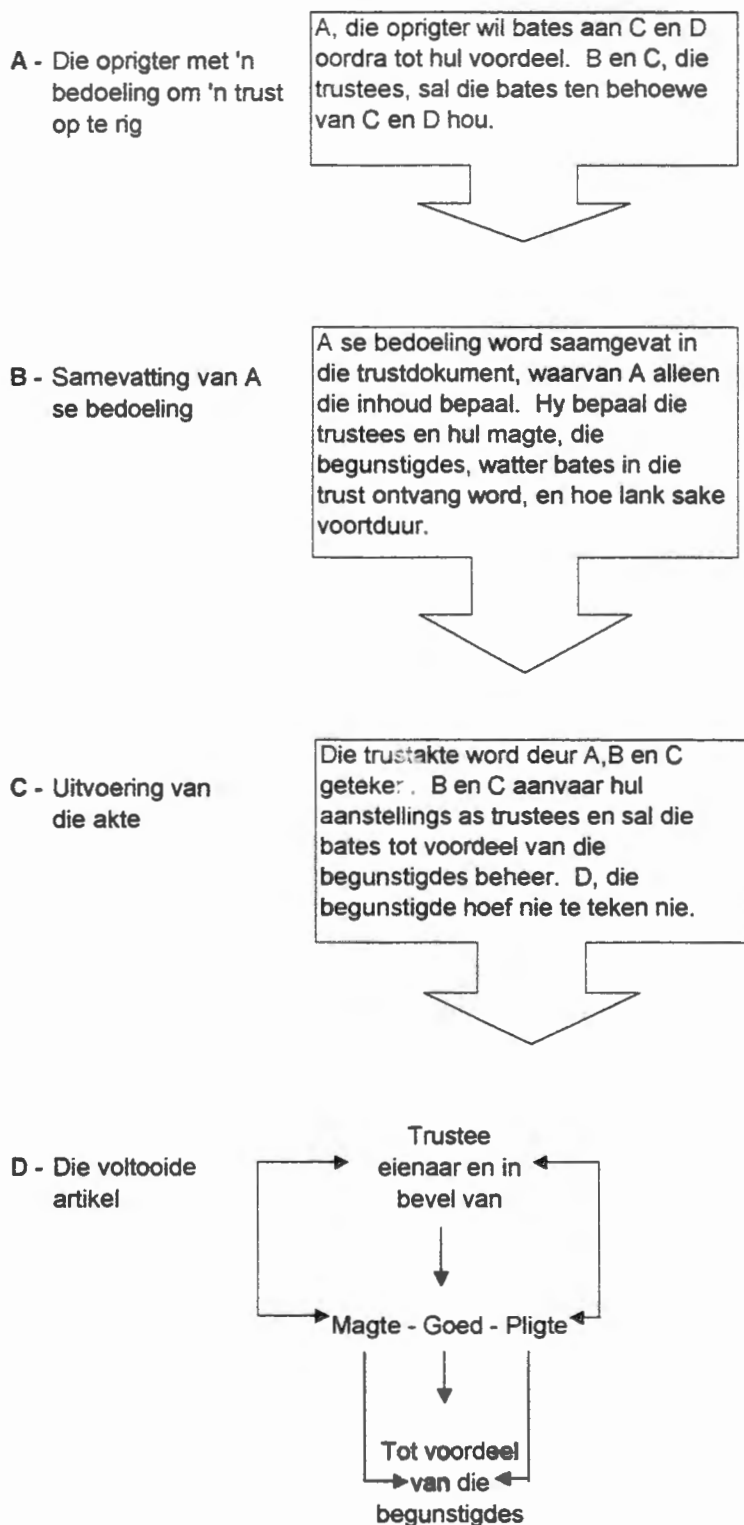 A - Die oprigter met 'n
bedoeling om 'n trust
op te rig
A, die oprigter wil bates aan C en D
oordra tot hul voordeel. B en C, die
trustees, sal die bates ten behoewe
van C en D hou.
B - Samevatting van A
se bedoeling
A se bedoeling word saamgevat in
die trustdokument, waarvan A alleen
die inhoud bepaal. Hy bepaal die
trustees en hul magte, die
begunstigdes, watter bates in die
trust ontvang word, en hoe lank sake
voortduur.
C - Uitvoering van
die akte
Die trustakte word deur A,B en C
geteken. B en C aanvaar hul
aanstellings as trustees en sal die
bates tot voordeel van die
begunstigdes beheer. D, die
begunstigde hoef nie te teken nie.
D - Die voltooide
artikel
Trustee
eienaar en in
bevel van
Magte - Goed - Pligte
Tot voordeel
van die
begunstigdes